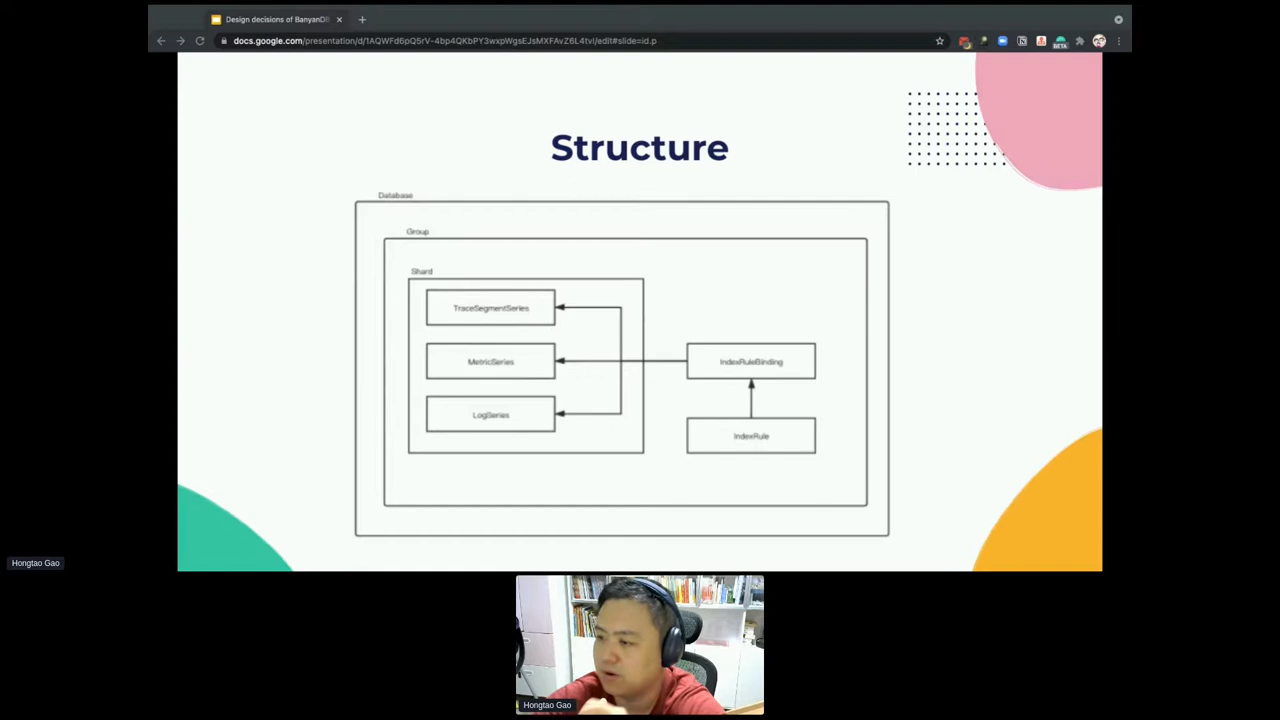 Design decisions of BanyanDB
docs.google.com/presentation/d/1AQWFd6pQ5rV-4bp4QKbPY3wxpWgsEJsMXFAvZ6L4tvI/edit#slide=id.p
BETA
Structure
Database
Group
Shard
TraceSegmentSeries
MetricSeries
IndexRuleBinding
LogSeries
IndexRule
Hongtao Gao
Hongtao Gao